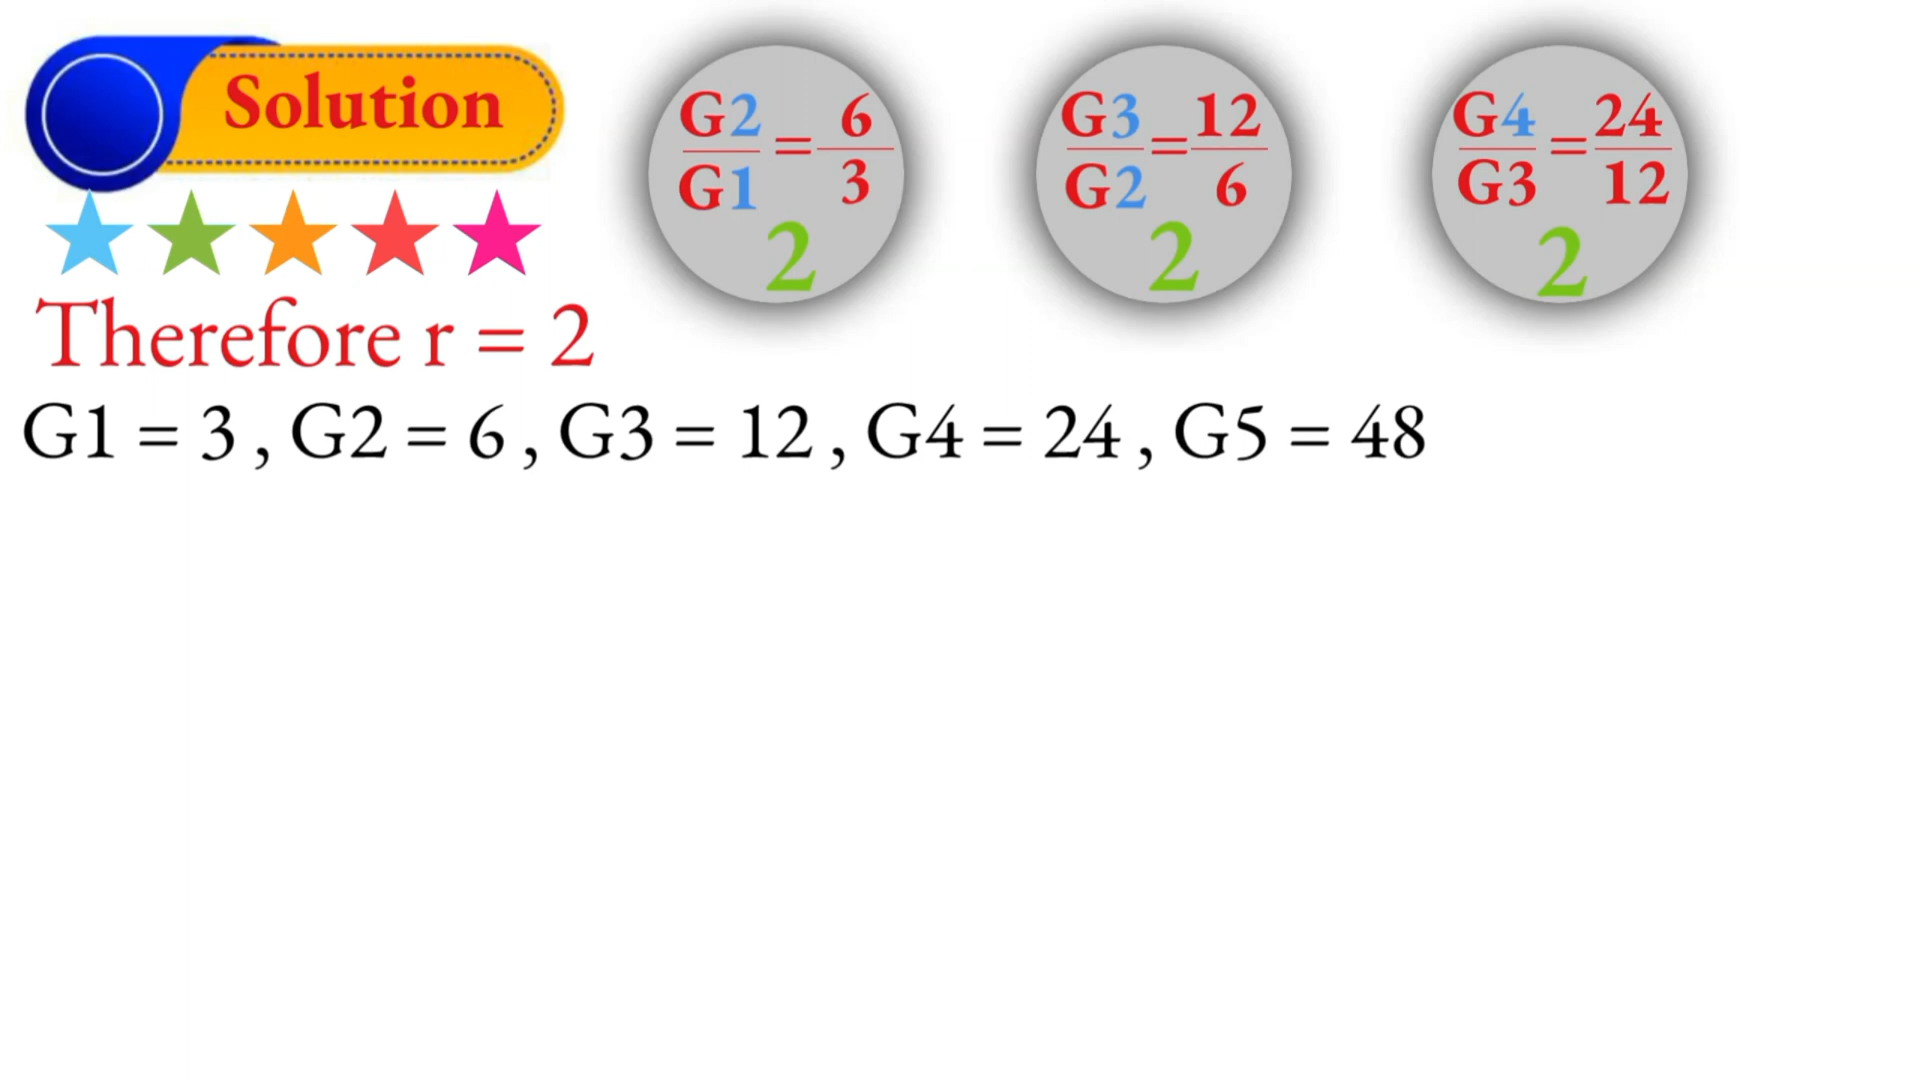 Solution
G2/G1 = 6/3
2
G3/G2 = 12/6
2
G4/G3 = 24/12
2
Therefore r = 2
G1 = 3 , G2 = 6 , G3 = 12 , G4 = 24 , G5 = 48